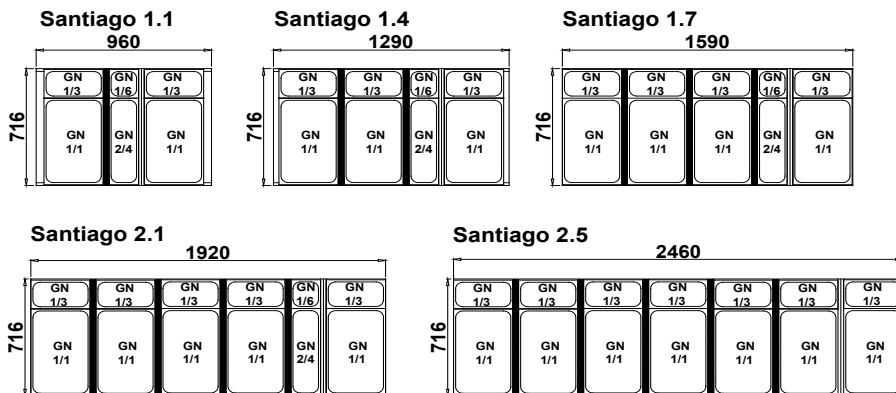 Santiago 1.1
960
716
GN 1/3
GN 1/6
GN 1/3
GN 1/1
GN 2/4
GN 1/1
Santiago 1.4
1290
716
GN 1/3
GN 1/3
GN 1/6
GN 1/3
GN 1/1
GN 1/1
GN 2/4
GN 1/1
Santiago 1.7
1590
716
GN 1/3
GN 1/3
GN 1/3
GN 1/6
GN 1/3
GN 1/1
GN 1/1
GN 1/1
GN 2/4
GN 1/1
Santiago 2.1
1920
716
GN 1/3
GN 1/3
GN 1/3
GN 1/3
GN 1/6
GN 1/3
GN 1/1
GN 1/1
GN 1/1
GN 1/1
GN 2/4
GN 1/1
Santiago 2.5
2460
716
GN 1/3
GN 1/3
GN 1/3
GN 1/3
GN 1/3
GN 1/3
GN 1/3
GN 1/1
GN 1/1
GN 1/1
GN 1/1
GN 1/1
GN 1/1
GN 1/1